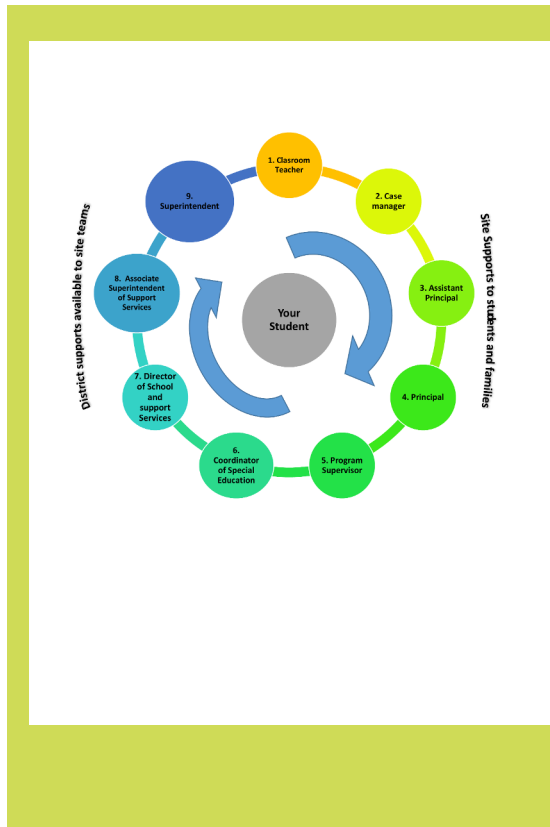 1. Clasroom
Teacher
2. Case
manager
3. Assistant
Principal
4. Principal
5. Program
Supervisor
6.
Coordinator
of Special
Education
7. Director
of School
and
support
Services
8. Associate
Superintendent
of Support
Services
9.
Superintendent
Your
Student
Site Supports to students and families
District supports available to site teams